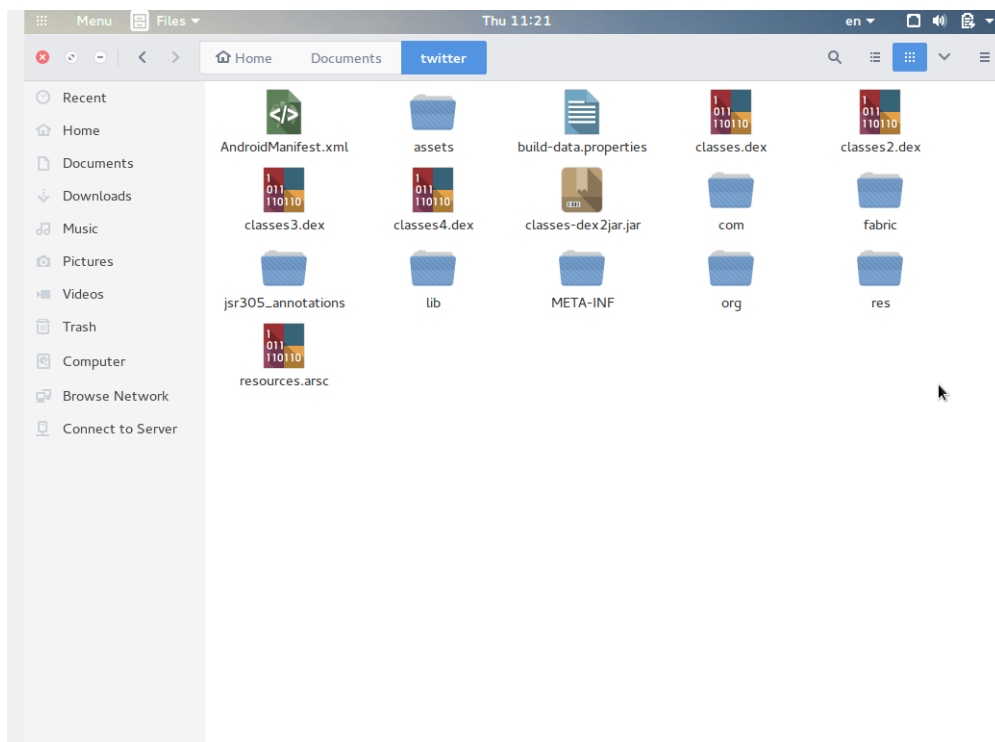 Menu Files Thu 11:21 en
Home Documents twitter
Recent
Home
Documents
Downloads
Music
Pictures
Videos
Trash
Computer
Browse Network
Connect to Server
AndroidManifest.xml assets build-data.properties classes.dex classes2.dex
classes3.dex classes4.dex classes-dex2jar.jar com fabric
jsr305_annotations lib META-INF org res
resources.arsc